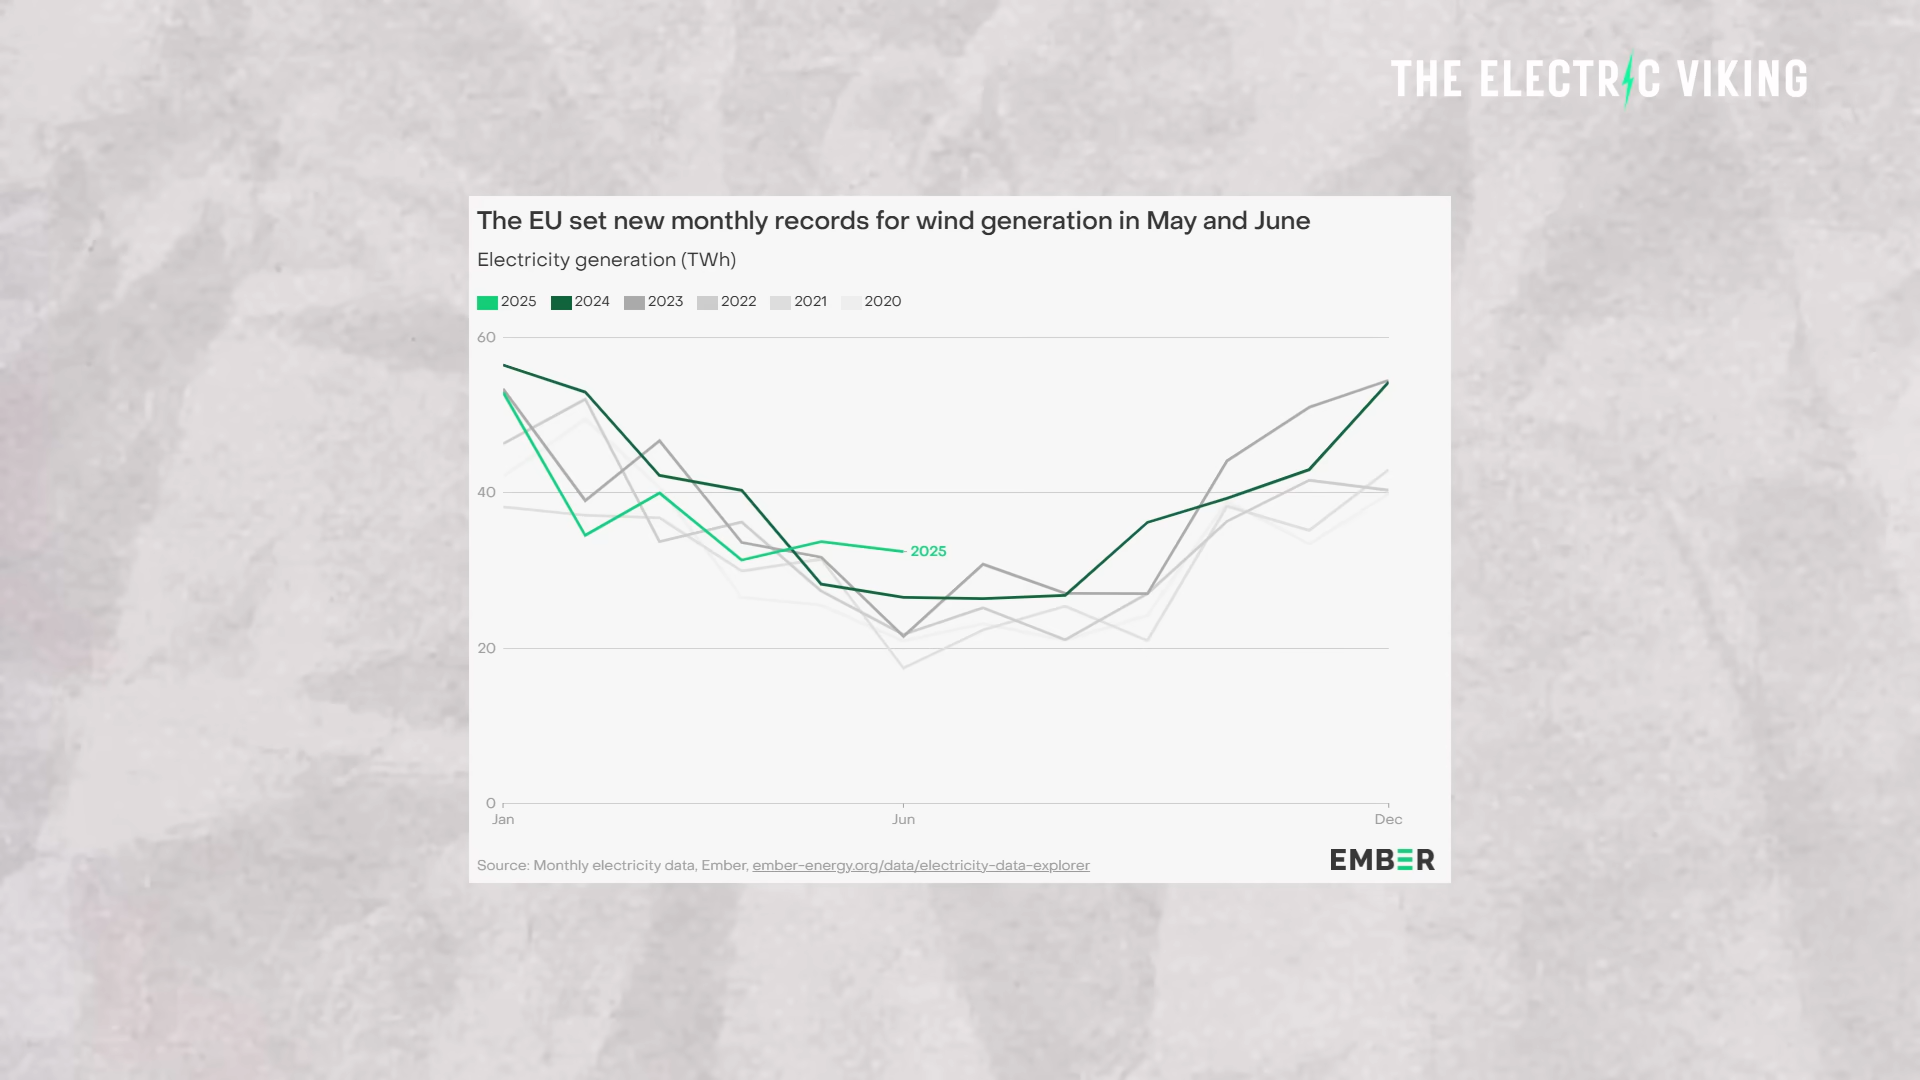 THE ELECTRIC VIKING
The EU set new monthly records for wind generation in May and June
Electricity generation (TWh)
2025 2024 2023 2022 2021 2020
60
40
2025
20
0
Jan Jun Dec
Source: Monthly electricity data, Ember, ember-energy.org/data/electricity-data-explorer
EMBER